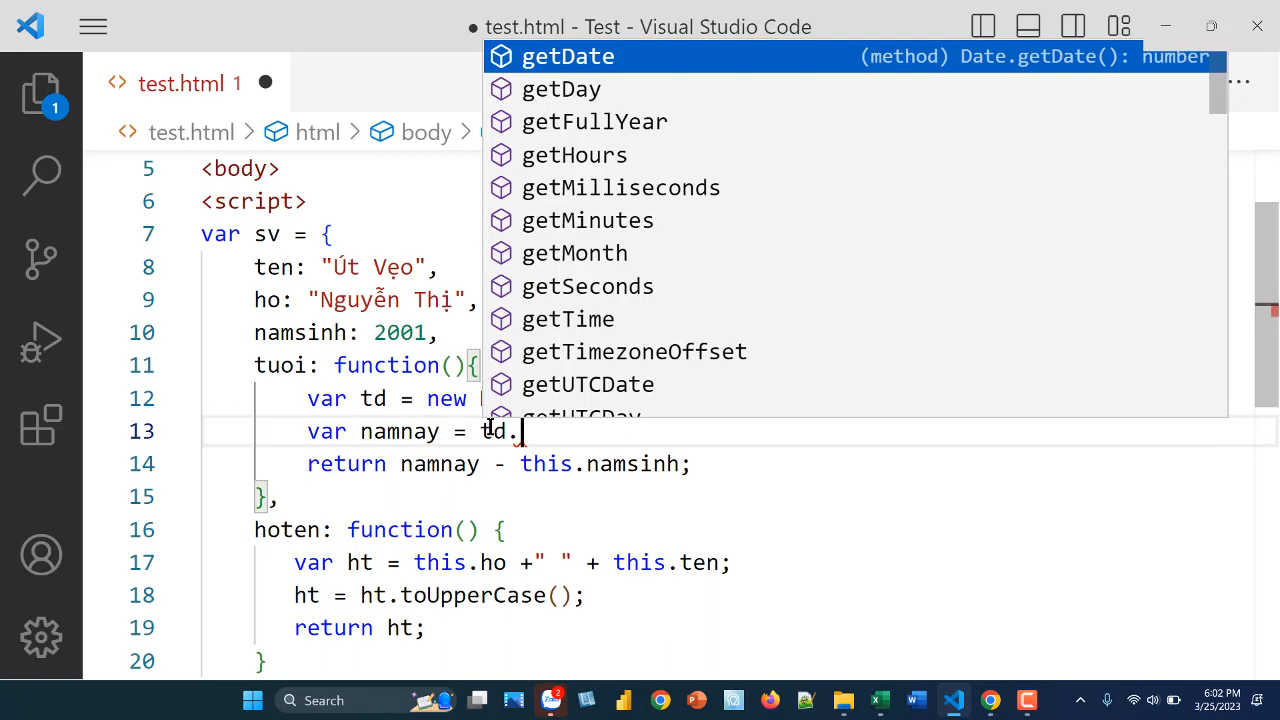 ● test.html - Test - Visual Studio Code
test.html 1 ●
test.html > html > body >
1
getDate (method) Date.getDate(): number
getDay
getFullYear
getHours
getMilliseconds
getMinutes
getMonth
getSeconds
getTime
getTimezoneOffset
getUTCDate
getUTCDay
5 <body>
6 <script>
7 var sv = {
8 ten: "Út Vẹo",
9 ho: "Nguyễn Thị",
10 namsinh: 2001,
11 tuoi: function(){
12 var td = new
13 var namnay = td.
14 return namnay - this.namsinh;
15 },
16 hoten: function() {
17 var ht = this.ho +" " + this.ten;
18 ht = ht.toUpperCase();
19 return ht;
20 }
Search
2
6:02 PM
3/25/2023